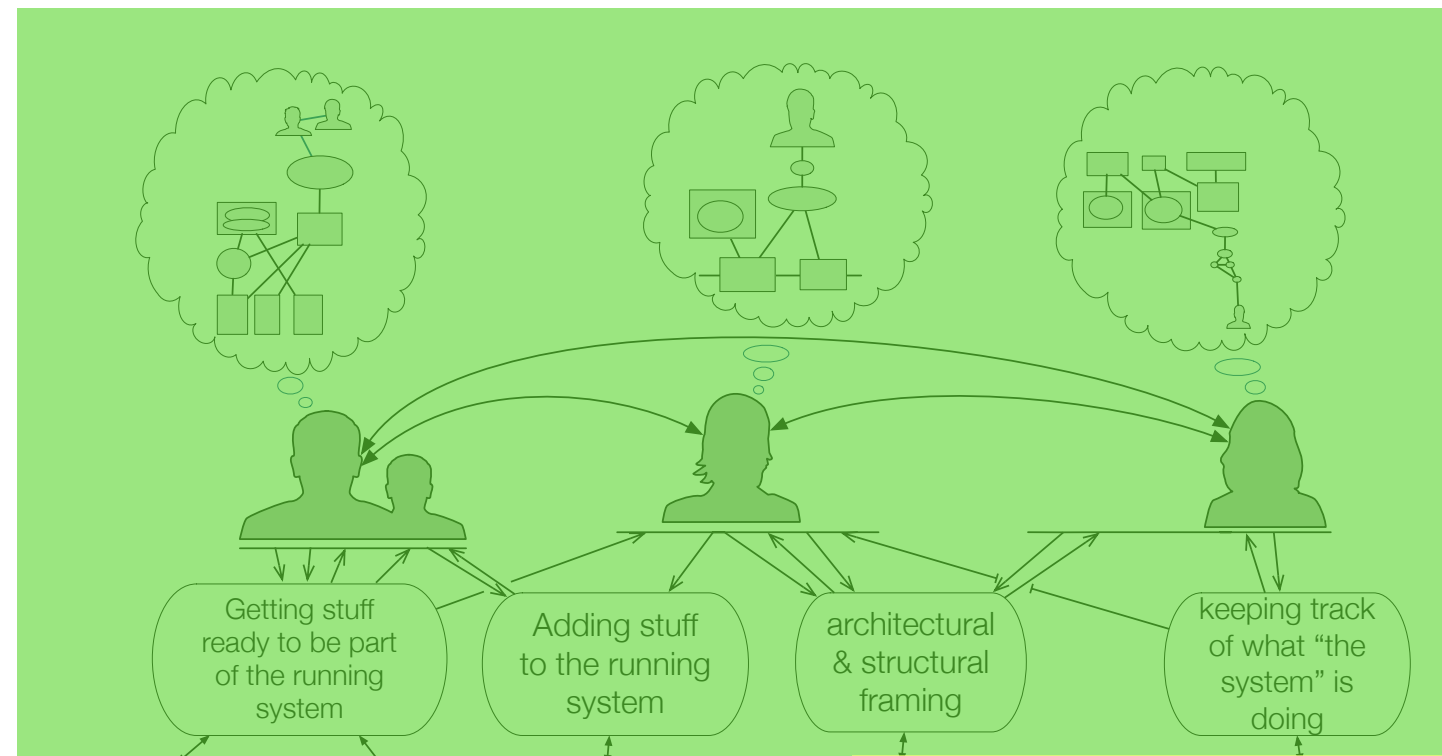 Getting stuff
ready to be part
of the running
system
Adding stuff
to the running
system
architectural
& structural
framing
keeping track
of what “the
system” is
doing